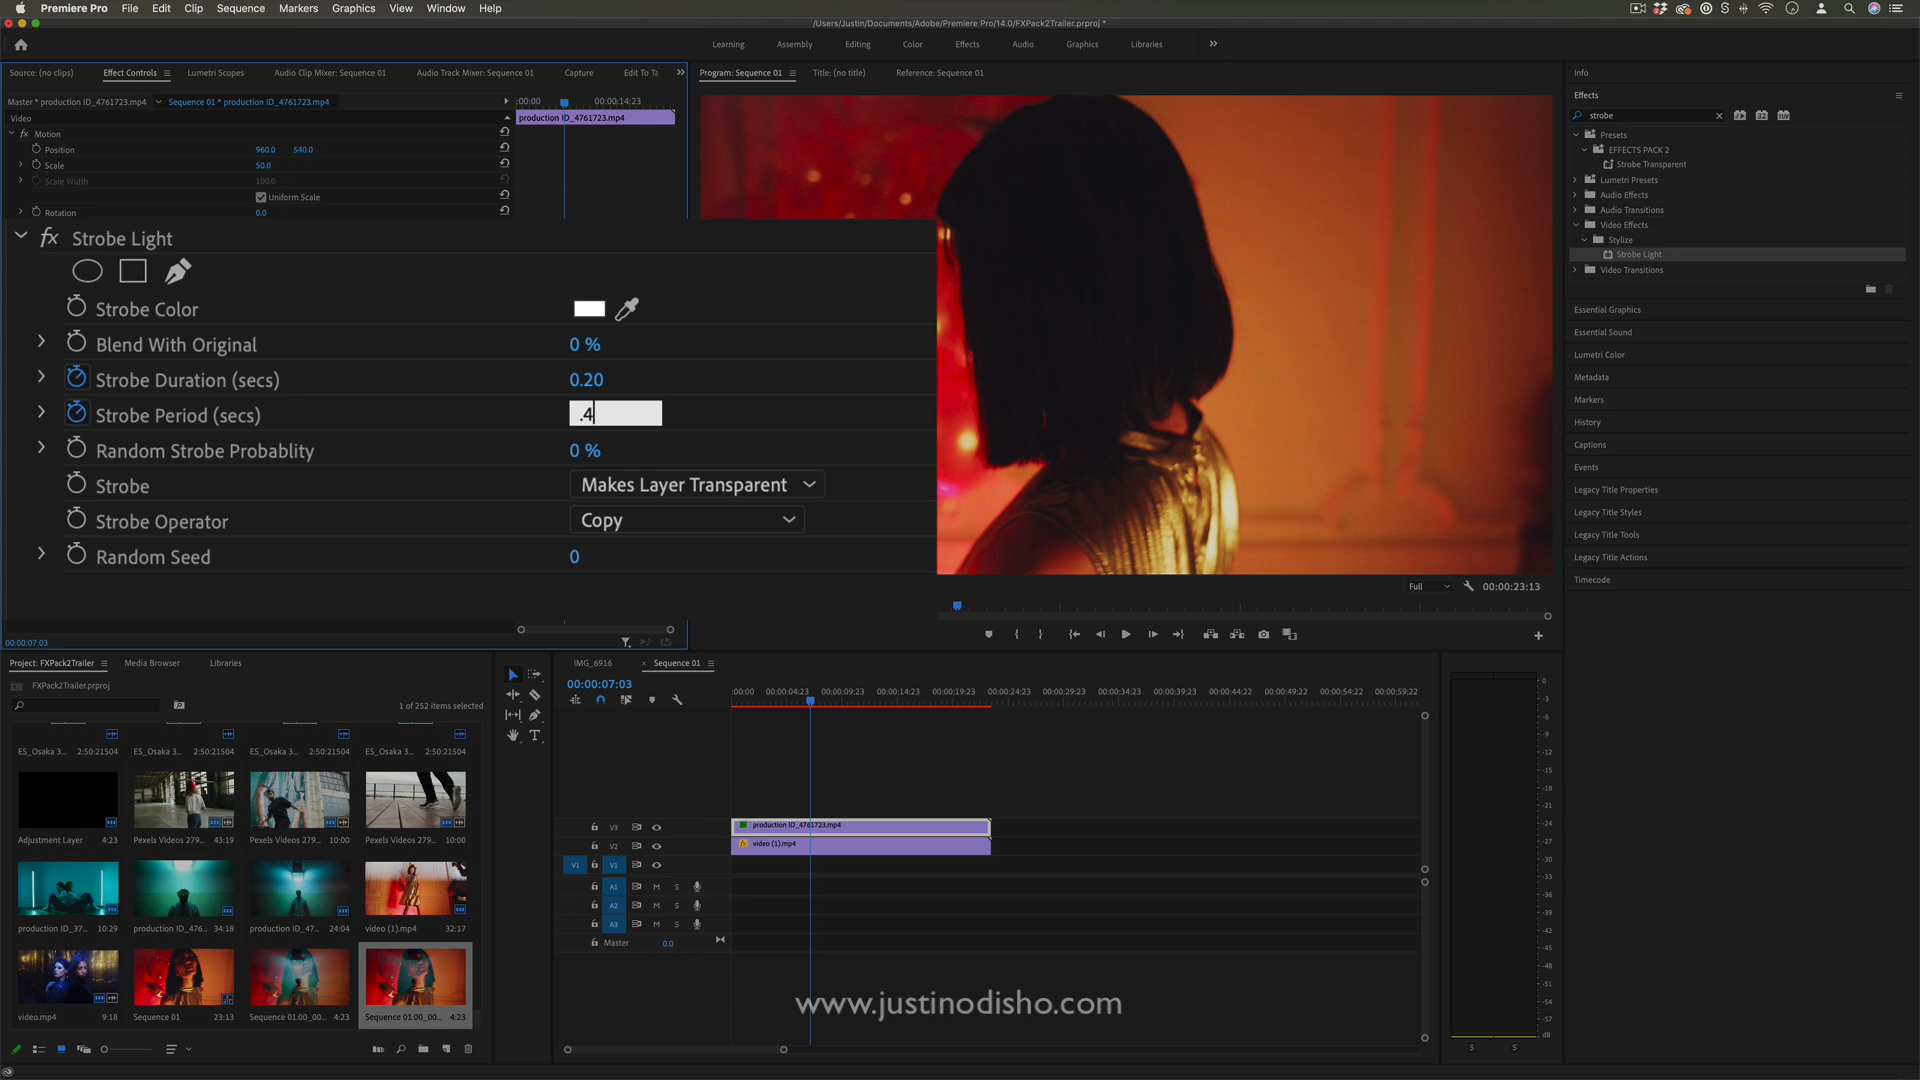 Premiere Pro File Edit Clip Sequence Markers Graphics View Window Help
/Users/Justin/Documents/Adobe/Premiere Pro/14.0/FXPack2Trailer.prproj *
Learning Assembly Editing Color Effects Audio Graphics Libraries
Source: (no clips) Effect Controls Lumetri Scopes Audio Clip Mixer: Sequence 01 Audio Track Mixer: Sequence 01 Capture Edit To Ta
Master * production ID_4761723.mp4 Sequence 01 * production ID_4761723.mp4
:00:00 00:00:14:23
Video
production ID_4761723.mp4
fx Motion
Position 960.0 540.0
Scale 50.0
Scale Width 100.0
Uniform Scale
Rotation 0.0
fx Strobe Light
Strobe Color
Blend With Original 0 %
Strobe Duration (secs) 0.20
Strobe Period (secs) .4
Random Strobe Probablity 0 %
Strobe Makes Layer Transparent
Strobe Operator Copy
Random Seed 0
00:00:07:03
Program: Sequence 01 Title: (no title) Reference: Sequence 01
Full 00:00:23:13
Info
Effects
strobe
Presets
EFFECTS PACK 2
Strobe Transparent
Lumetri Presets
Audio Effects
Audio Transitions
Video Effects
Stylize
Strobe Light
Video Transitions
Essential Graphics
Essential Sound
Lumetri Color
Metadata
Markers
History
Captions
Events
Legacy Title Properties
Legacy Title Styles
Legacy Title Tools
Legacy Title Actions
Timecode
Project: FXPack2Trailer Media Browser Libraries
FXPack2Trailer.prproj
1 of 252 items selected
ES_Osaka 3... 2:50:21504 ES_Osaka 3... 2:50:21504 ES_Osaka 3... 2:50:21504 ES_Osaka 3... 2:50:21504
Adjustment Layer 4:23 Pexels Videos 279... 43:19 Pexels Videos 279... 10:00 Pexels Videos 279... 10:00
production ID_37... 10:29 production ID_476... 34:18 production ID_47... 24:04 video (1).mp4 32:17
video.mp4 9:18 Sequence 01 23:13 Sequence 01.00_00... 4:23 Sequence 01.00_00... 4:23
IMG_6916 × Sequence 01
00:00:07:03
:00:00 00:00:04:23 00:00:09:23 00:00:14:23 00:00:19:23 00:00:24:23 00:00:29:23 00:00:34:23 00:00:39:23 00:00:44:22 00:00:49:22 00:00:54:22 00:00:59:22
V3 production ID_4761723.mp4
V2 fx video (1).mp4
V1 V1
A1 M S
A2 M S
A3 M S
Master 0.0
0
-3
-6
-9
-12
-15
-18
-21
-24
-27
-30
-33
-36
-39
-42
-45
-48
-51
-54
-57
dB
S S
www.justinodisho.com